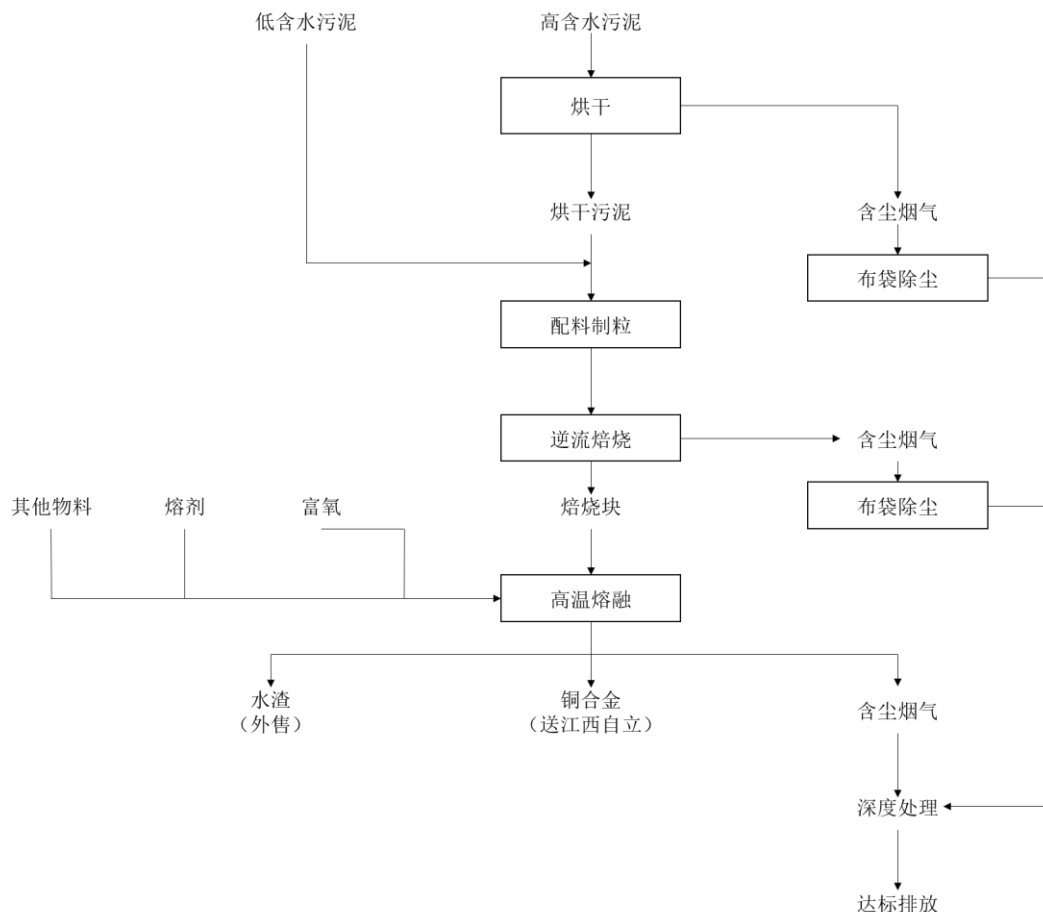 低含水污泥
高含水污泥
烘干
烘干污泥
含尘烟气
布袋除尘
配料制粒
逆流焙烧
含尘烟气
其他物料
熔剂
富氧
焙烧块
布袋除尘
高温熔融
水渣
（外售）
铜合金
（送江西自立）
含尘烟气
深度处理
达标排放